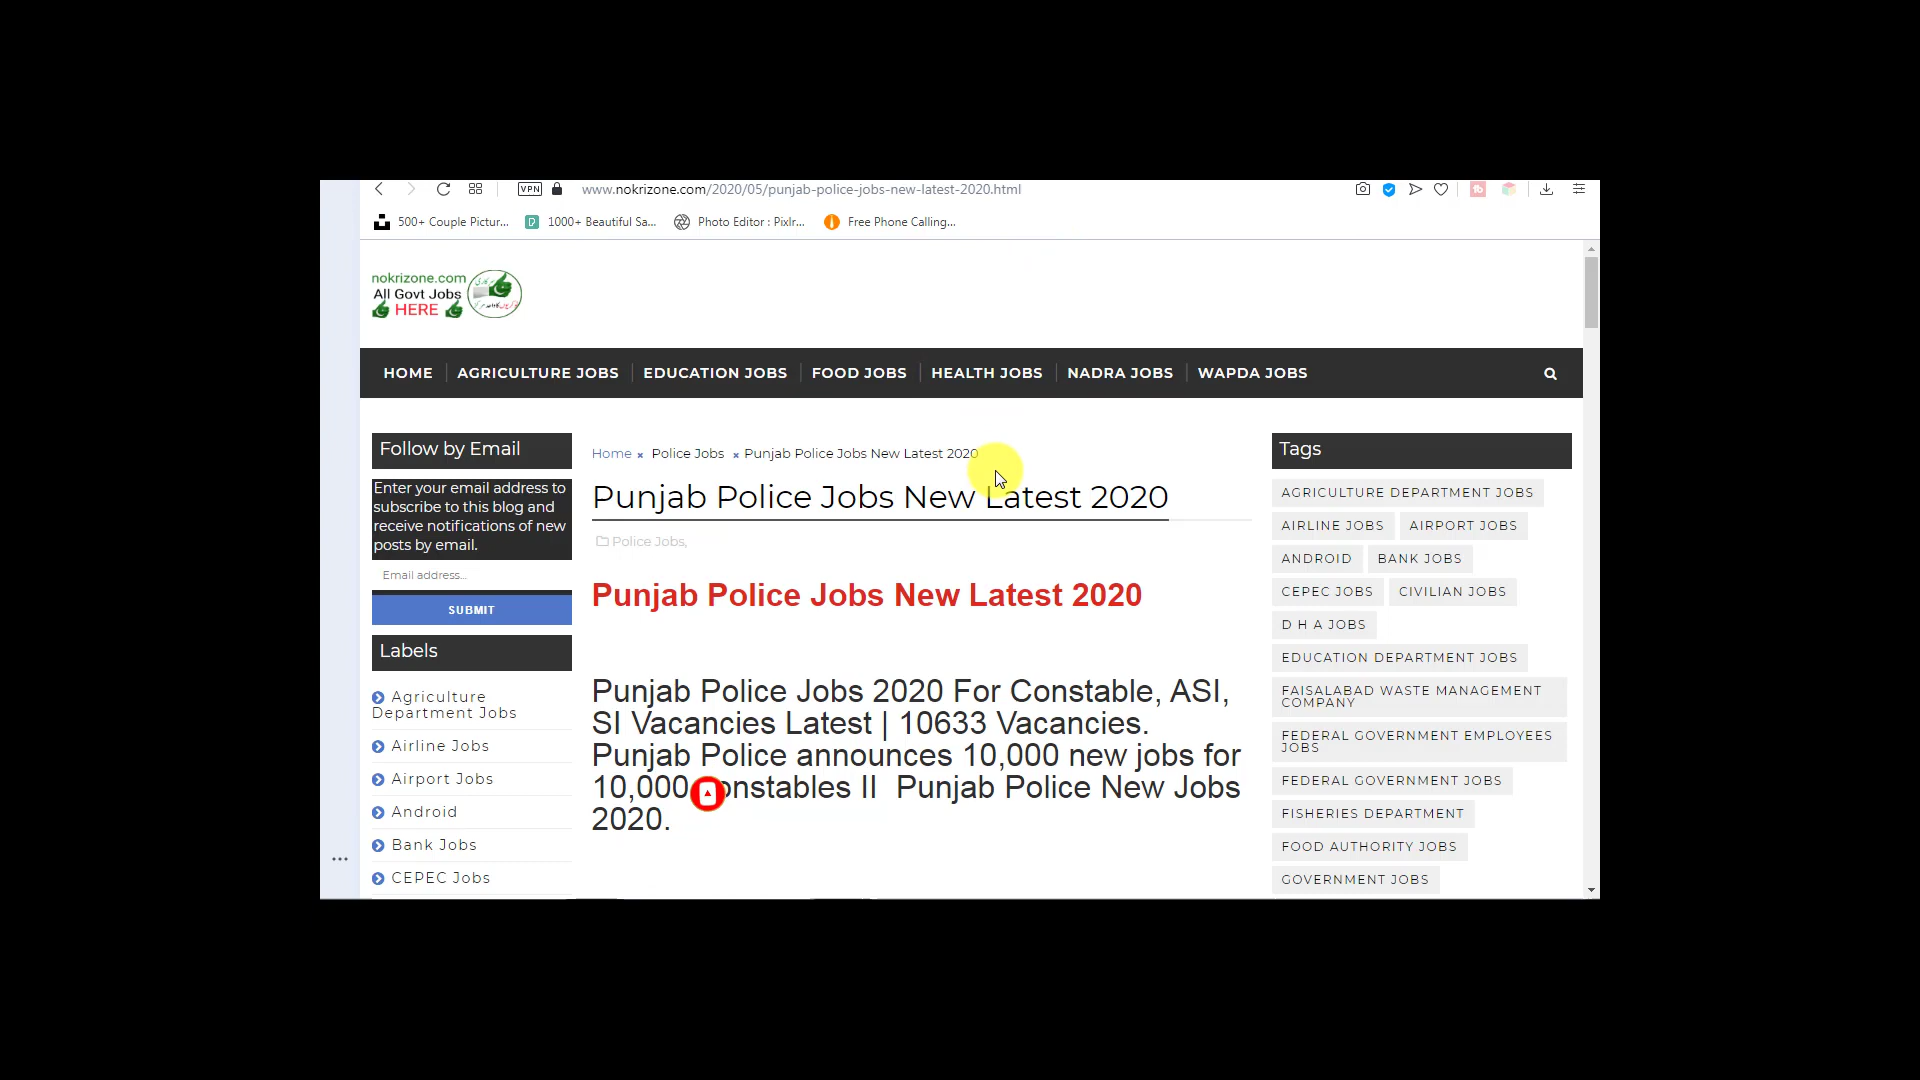 VPN www.nokrizone.com/2020/05/punjab-police-jobs-new-latest-2020.html
500+ Couple Pictur... 1000+ Beautiful Sa... Photo Editor : Pixlr... Free Phone Calling...
nokrizone.com
All Govt Jobs
HERE
HOME AGRICULTURE JOBS EDUCATION JOBS FOOD JOBS HEALTH JOBS NADRA JOBS WAPDA JOBS
Follow by Email
Enter your email address to
subscribe to this blog and
receive notifications of new
posts by email.
Email address...
SUBMIT
Labels
Agriculture
Department Jobs
Airline Jobs
Airport Jobs
Android
Bank Jobs
CEPEC Jobs
Home × Police Jobs × Punjab Police Jobs New Latest 2020
Punjab Police Jobs New Latest 2020
Police Jobs,
Punjab Police Jobs New Latest 2020
Punjab Police Jobs 2020 For Constable, ASI,
SI Vacancies Latest | 10633 Vacancies.
Punjab Police announces 10,000 new jobs for
10,000 constables II Punjab Police New Jobs
2020.
Tags
AGRICULTURE DEPARTMENT JOBS
AIRLINE JOBS AIRPORT JOBS
ANDROID BANK JOBS
CEPEC JOBS CIVILIAN JOBS
D H A JOBS
EDUCATION DEPARTMENT JOBS
FAISALABAD WASTE MANAGEMENT
COMPANY
FEDERAL GOVERNMENT EMPLOYEES
JOBS
FEDERAL GOVERNMENT JOBS
FISHERIES DEPARTMENT
FOOD AUTHORITY JOBS
GOVERNMENT JOBS